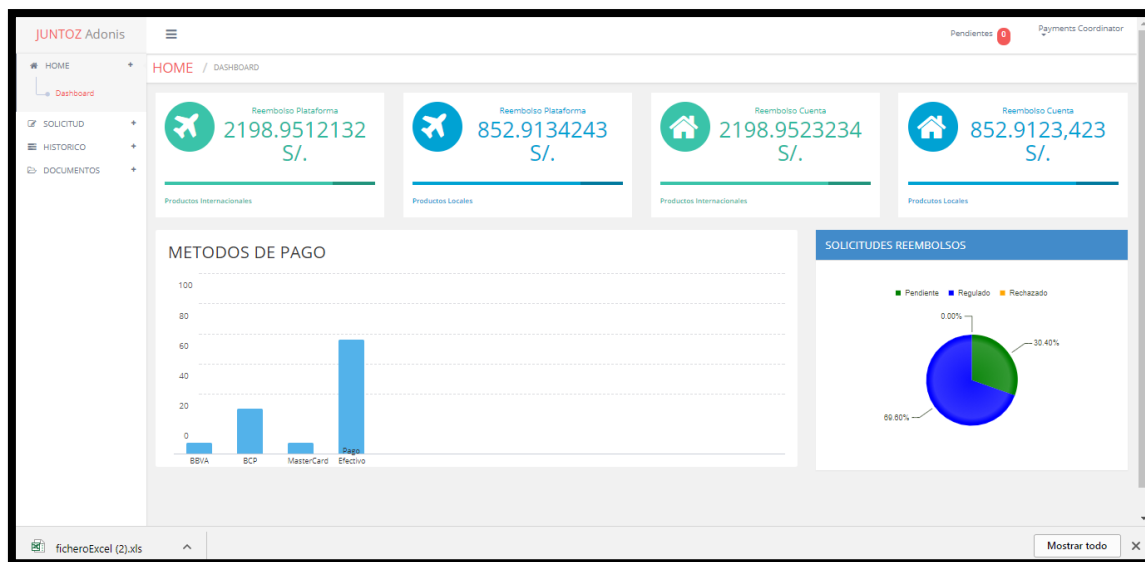 JUNTOZ Adonis
Pendientes 0
Payments Coordinator
HOME
Dashboard
SOLICITUD
HISTORICO
DOCUMENTOS
HOME / DASHBOARD
Reembolso Plataforma
2198.9512132
S/.
Productos Internacionales
Reembolso Plataforma
852.9134243
S/.
Productos Locales
Reembolso Cuenta
2198.9523234
S/.
Productos Internacionales
Reembolso Cuenta
852.9123,423
S/.
Prodcutos Locales
METODOS DE PAGO
100
80
60
40
20
0
BBVA
BCP
MasterCard
Pago
Efectivo
SOLICITUDES REEMBOLSOS
Pendiente Regulado Rechazado
0.00%
30.40%
69.60%
ficheroExcel (2).xls
Mostrar todo